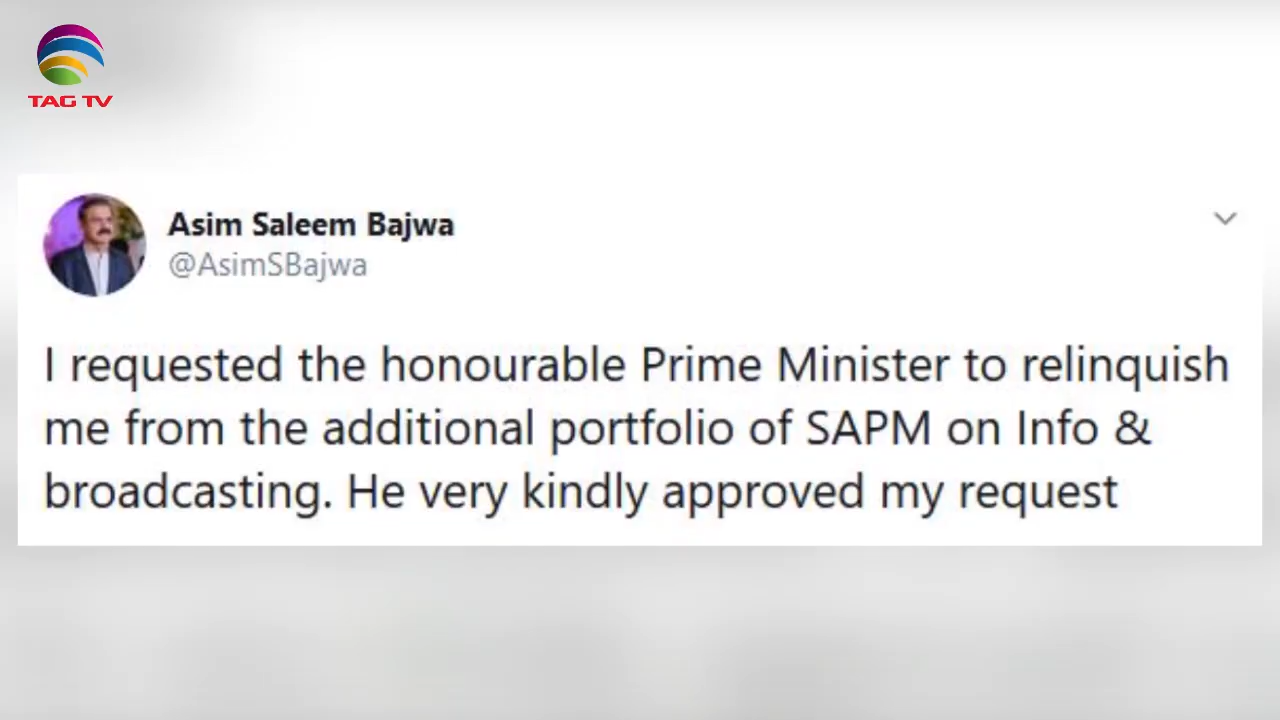 TAG TV
Asim Saleem Bajwa
@AsimSBajwa
I requested the honourable Prime Minister to relinquish
me from the additional portfolio of SAPM on Info &
broadcasting. He very kindly approved my request